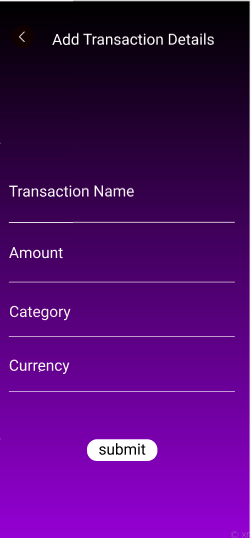 Add Transaction Details
Transaction Name
Amount
Category
Currency
submit